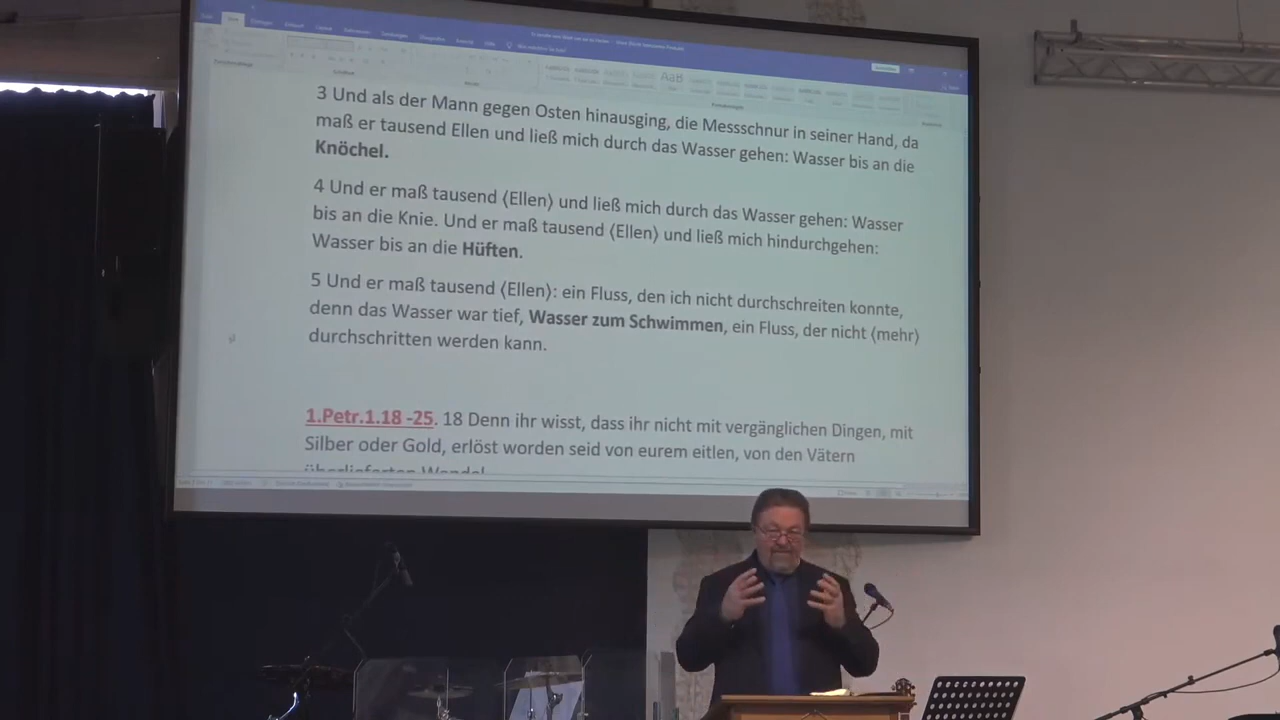 3 Und als der Mann gegen Osten hinausging, die Messschnur in seiner Hand, da
maß er tausend Ellen und ließ mich durch das Wasser gehen: Wasser bis an die
Knöchel.
4 Und er maß tausend ⟨Ellen⟩ und ließ mich durch das Wasser gehen: Wasser
bis an die Knie. Und er maß tausend ⟨Ellen⟩ und ließ mich hindurchgehen:
Wasser bis an die Hüften.
5 Und er maß tausend ⟨Ellen⟩: ein Fluss, den ich nicht durchschreiten konnte,
denn das Wasser war tief, Wasser zum Schwimmen, ein Fluss, der nicht ⟨mehr⟩
durchschritten werden kann.
1.Petr.1.18 -25. 18 Denn ihr wisst, dass ihr nicht mit vergänglichen Dingen, mit
Silber oder Gold, erlöst worden seid von eurem eitlen, von den Vätern
überlieferten Wandel